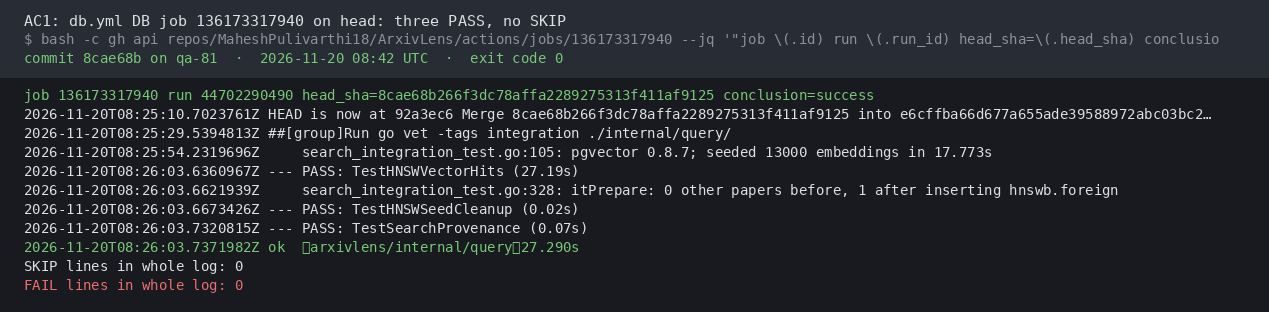 AC1: db.yml DB job 136173317940 on head: three PASS, no SKIP
$ bash -c gh api repos/MaheshPulivarthi18/ArxivLens/actions/jobs/136173317940 --jq '"job \(.id) run \(.run_id) head_sha=\(.head_sha) conclusio
commit 8cae68b on qa-81 · 2026-11-20 08:42 UTC · exit code 0
job 136173317940 run 44702290490 head_sha=8cae68b266f3dc78affa2289275313f411af9125 conclusion=success
2026-11-20T08:25:10.7023761Z HEAD is now at 92a3ec6 Merge 8cae68b266f3dc78affa2289275313f411af9125 into e6cffba66d677a655ade39588972abc03bc2…
2026-11-20T08:25:29.5394813Z ##[group]Run go vet -tags integration ./internal/query/
2026-11-20T08:25:54.2319696Z     search_integration_test.go:105: pgvector 0.8.7; seeded 13000 embeddings in 17.773s
2026-11-20T08:26:03.6360967Z --- PASS: TestHNSWVectorHits (27.19s)
2026-11-20T08:26:03.6621939Z     search_integration_test.go:328: itPrepare: 0 other papers before, 1 after inserting hnswb.foreign
2026-11-20T08:26:03.6673426Z --- PASS: TestHNSWSeedCleanup (0.02s)
2026-11-20T08:26:03.7320815Z --- PASS: TestSearchProvenance (0.07s)
2026-11-20T08:26:03.7371982Z ok  arxivlens/internal/query 27.290s
SKIP lines in whole log: 0
FAIL lines in whole log: 0